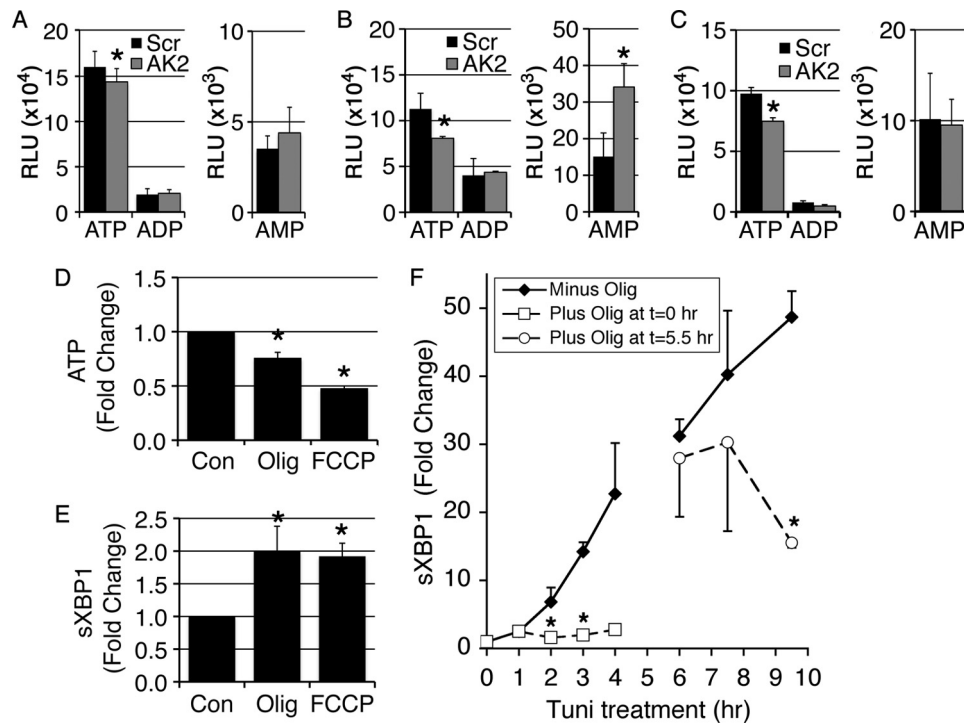 A
RLU (x10⁴)
20
15
10
5
0
Scr
AK2
*
ATP ADP
RLU (x10³)
10
5
0
AMP
B
RLU (x10⁴)
20
15
10
5
0
Scr
AK2
*
ATP ADP
RLU (x10³)
50
40
30
20
10
0
*
AMP
C
RLU (x10⁴)
15
10
5
0
Scr
AK2
*
ATP ADP
RLU (x10³)
20
10
0
AMP
D
ATP
(Fold Change)
1.5
1.0
0.5
0.0
*
*
Con Olig FCCP
E
sXBP1
(Fold Change)
2.5
2.0
1.5
1.0
0.5
0.0
*
*
Con Olig FCCP
F
Minus Olig
Plus Olig at t=0 hr
Plus Olig at t=5.5 hr
sXBP1 (Fold Change)
50
40
30
20
10
0
*
*
*
0 1 2 3 4 5 6 7 8 9 10
Tuni treatment (hr)